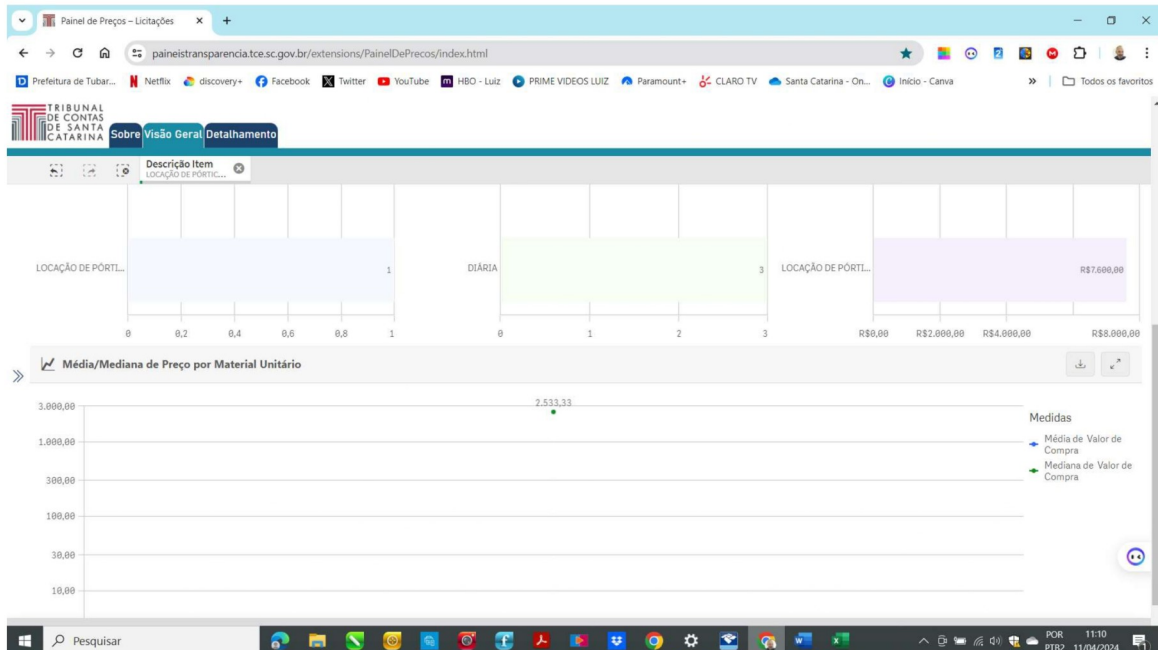 Painel de Preços – Licitações
paineistransparencia.tce.sc.gov.br/extensions/PainelDePrecos/index.html
Prefeitura de Tubar... Netflix discovery+ Facebook Twitter YouTube HBO - Luiz PRIME VIDEOS LUIZ Paramount+ CLARO TV Santa Catarina - On... Início - Canva » Todos os favoritos
TRIBUNAL
DE CONTAS
DE SANTA
CATARINA
Sobre Visão Geral Detalhamento
Descrição Item
LOCAÇÃO DE PÓRTIC...
LOCAÇÃO DE PÓRTI... 1 DIÁRIA 3 LOCAÇÃO DE PÓRTI... R$7.600,00
0 0,2 0,4 0,6 0,8 1 0 1 2 3 R$0,00 R$2.000,00 R$4.000,00 R$8.000,00
Média/Mediana de Preço por Material Unitário
2.533,33
3.000,00
1.000,00
300,00
100,00
30,00
10,00
Medidas
Média de Valor de
Compra
Mediana de Valor de
Compra
Pesquisar
POR 11:10
PTB2 11/04/2024